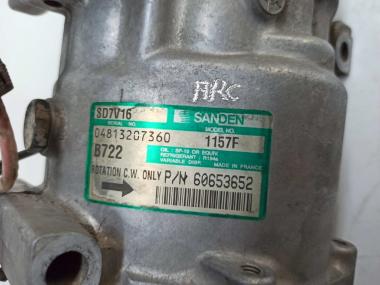 ARC
SD7V16 SANDEN
SERIAL NO. MODEL NO.
04813207360 1157F
B722
OIL : SP-10 OR EQUIV.
REFRIGERANT : R134a
VARIABLE DISP. MADE IN FRANCE
ROTATION C.W. ONLY P/N 60653652